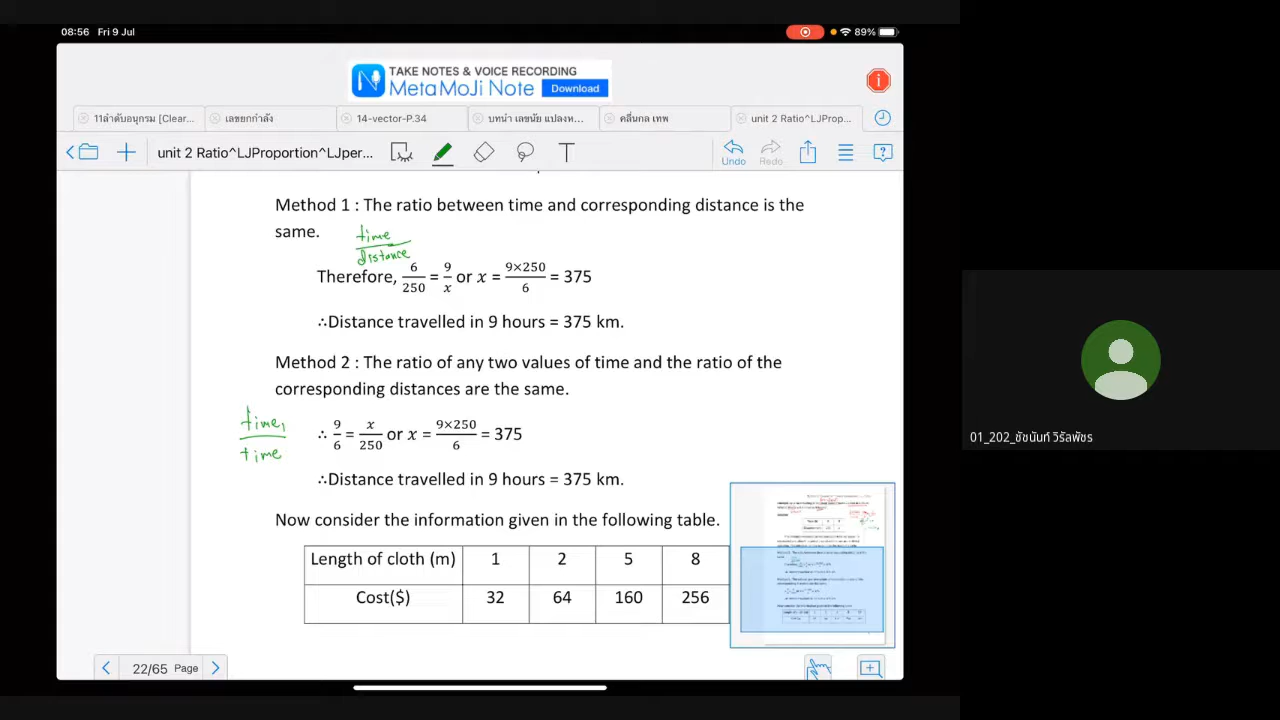 08:56 Fri 9 Jul
89%
TAKE NOTES & VOICE RECORDING
MetaMoJi Note Download
11ลำดับอนุกรม [Clear...
เลขยกกำลัง
14-vector-P.34
บทนำ เลขนัย แปลงห...
คลื่นกล เทพ
unit 2 Ratio^LJProp...
unit 2 Ratio^LJProportion^LJper...
T
Undo
Redo
Method 1 : The ratio between time and corresponding distance is the
same.
time
distance
Therefore, 6/250 = 9/x or x = 9×250/6 = 375
∴Distance travelled in 9 hours = 375 km.
Method 2 : The ratio of any two values of time and the ratio of the
corresponding distances are the same.
time,
time
∴ 9/6 = x/250 or x = 9×250/6 = 375
∴Distance travelled in 9 hours = 375 km.
Now consider the information given in the following table.
Length of cloth (m) 1 2 5 8
Cost($) 32 64 160 256
22/65 Page
01_202_ชัชนันท์ วิรัลพัชร